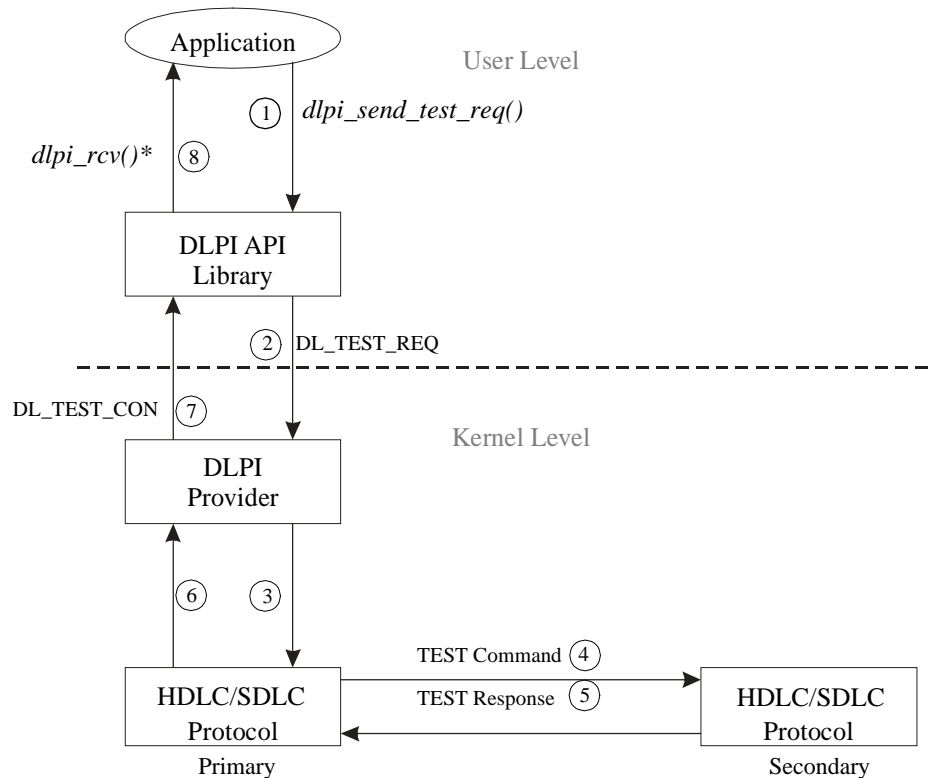 Application
User Level
1
dlpi_send_test_req()
dlpi_rcv()*
8
DLPI API
Library
2
DL_TEST_REQ
DL_TEST_CON
7
Kernel Level
DLPI
Provider
6
3
TEST Command
4
TEST Response
5
HDLC/SDLC
Protocol
Primary
HDLC/SDLC
Protocol
Secondary